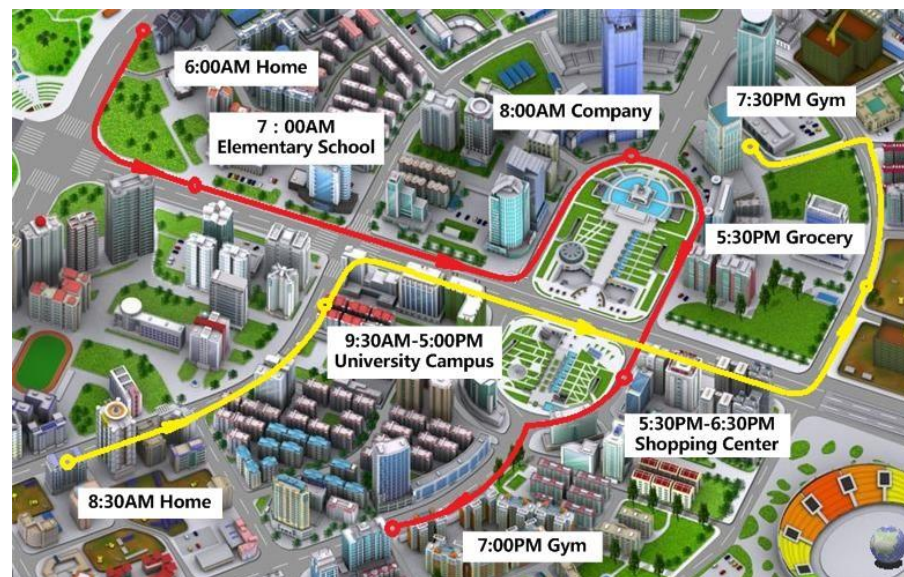 6:00AM Home
7：00AM
Elementary School
8:00AM Company
7:30PM Gym
5:30PM Grocery
9:30AM-5:00PM
University Campus
5:30PM-6:30PM
Shopping Center
8:30AM Home
7:00PM Gym